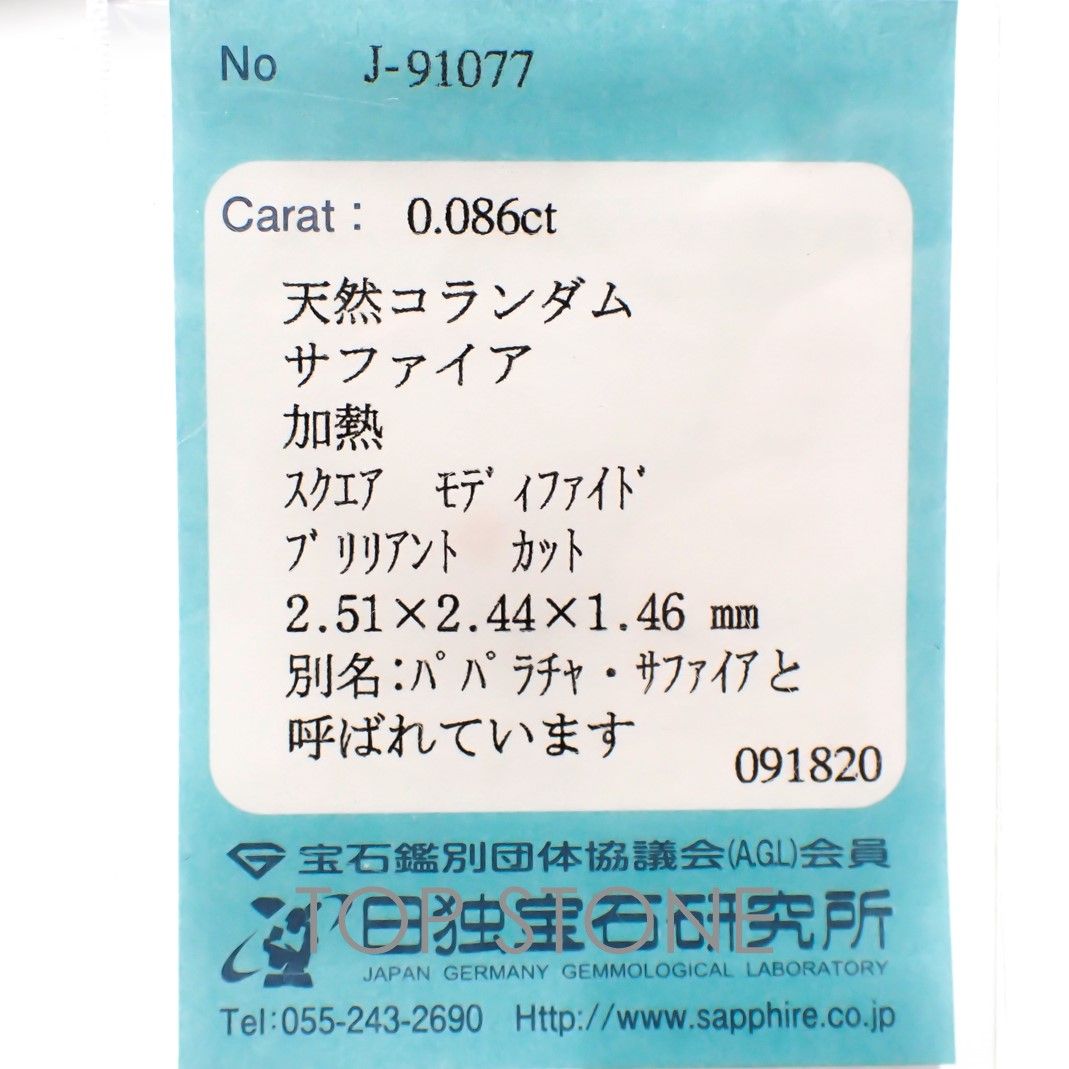 No J-91077
Carat： 0.086ct
天然コランダム
サファイア
加熱
ｽｸｴｱ ﾓﾃﾞｨﾌｧｲﾄﾞ
ﾌﾞﾘﾘｱﾝﾄ ｶｯﾄ
2.51×2.44×1.46 mm
別名:ﾊﾟﾊﾟﾗﾁｬ・ｻﾌｧｲｱと
呼ばれています
091820
宝石鑑別団体協議会(A.G.L)会員
TOP STONE
日独宝石研究所
JAPAN GERMANY GEMMOLOGICAL LABORATORY
Tel:055-243-2690 Http://www.sapphire.co.jp